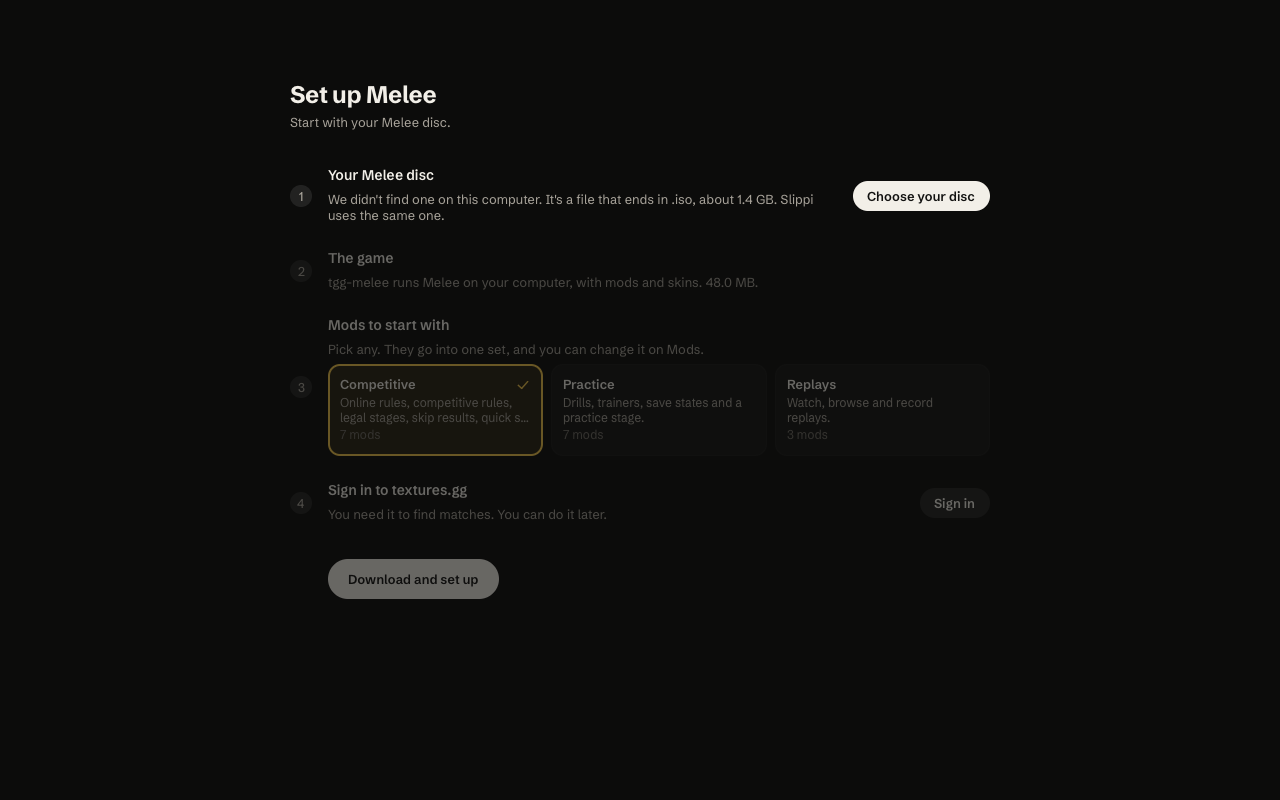 Set up Melee
Start with your Melee disc.
1
Your Melee disc
We didn't find one on this computer. It's a file that ends in .iso, about 1.4 GB. Slippi
uses the same one.
Choose your disc
2
The game
tgg-melee runs Melee on your computer, with mods and skins. 48.0 MB.
3
Mods to start with
Pick any. They go into one set, and you can change it on Mods.
Competitive
Online rules, competitive rules,
legal stages, skip results, quick s...
7 mods
Practice
Drills, trainers, save states and a
practice stage.
7 mods
Replays
Watch, browse and record
replays.
3 mods
4
Sign in to textures.gg
You need it to find matches. You can do it later.
Sign in
Download and set up